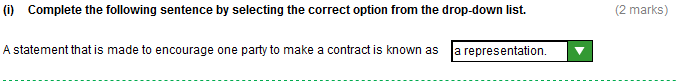 (i) Complete the following sentence by selecting the correct option from the drop-down list. (2 marks)
A statement that is made to encourage one party to make a contract is known as a representation.